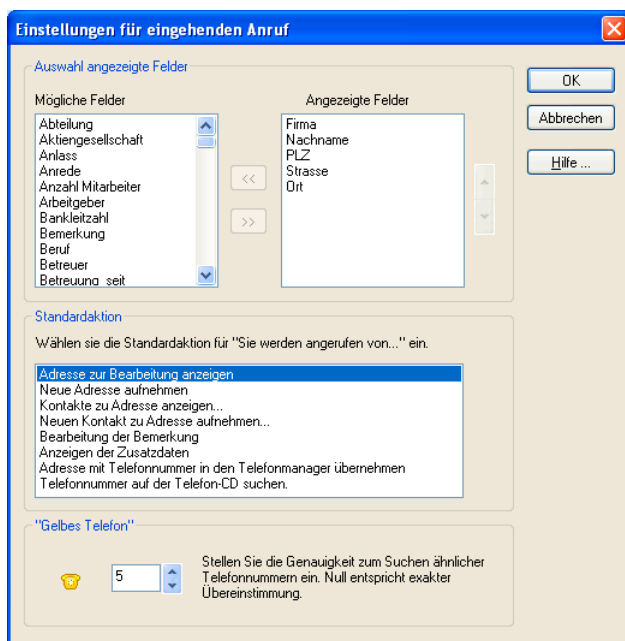 Einstellungen für eingehenden Anruf
Auswahl angezeigte Felder
Mögliche Felder
Abteilung
Aktiengesellschaft
Anlass
Anrede
Anzahl Mitarbeiter
Arbeitgeber
Bankleitzahl
Bemerkung
Beruf
Betreuer
Betreuung_seit
<<
>>
Angezeigte Felder
Firma
Nachname
PLZ
Strasse
Ort
OK
Abbrechen
Hilfe ...
Standardaktion
Wählen sie die Standardaktion für "Sie werden angerufen von..." ein.
Adresse zur Bearbeitung anzeigen
Neue Adresse aufnehmen
Kontakte zu Adresse anzeigen...
Neuen Kontakt zu Adresse aufnehmen...
Bearbeitung der Bemerkung
Anzeigen der Zusatzdaten
Adresse mit Telefonnummer in den Telefonmanager übernehmen
Telefonnummer auf der Telefon-CD suchen.
"Gelbes Telefon"
5
Stellen Sie die Genauigkeit zum Suchen ähnlicher
Telefonnummern ein. Null entspricht exakter
Übereinstimmung.